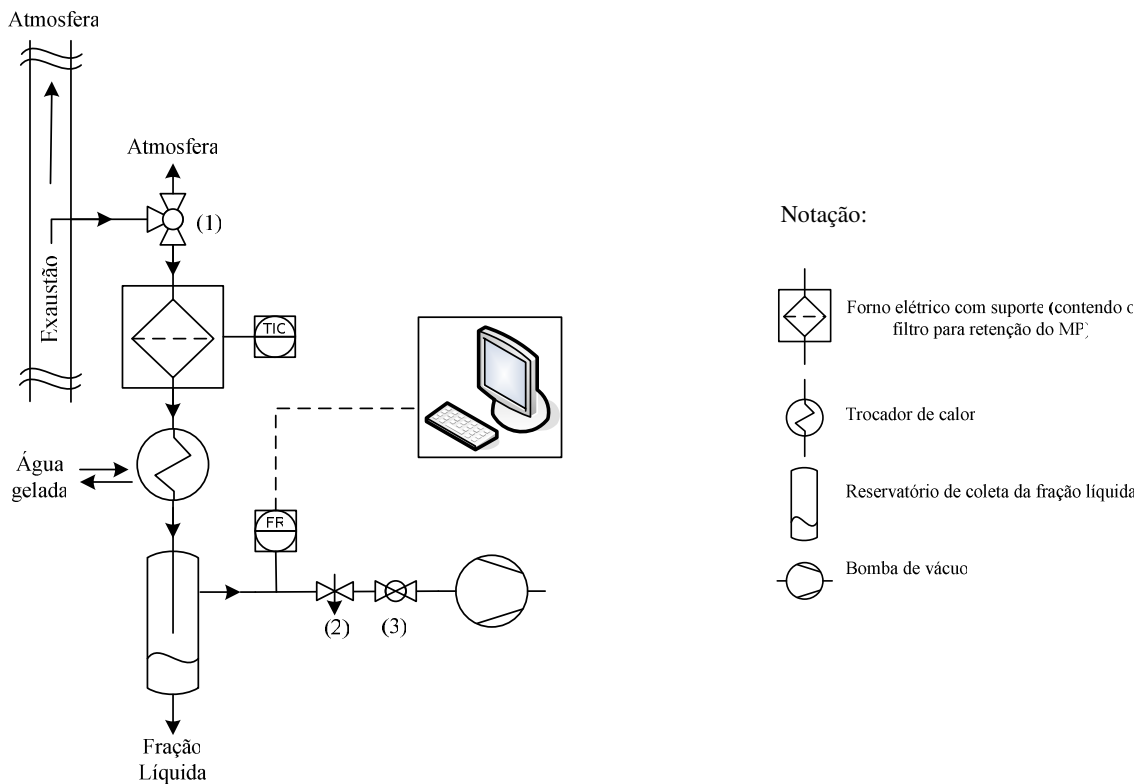 Atmosfera
Atmosfera
(1)
Exaustão
TIC
Água
gelada
FR
(2)
(3)
Fração
Líquida
Notação:
Forno elétrico com suporte (contendo o
filtro para retenção do MP)
Trocador de calor
Reservatório de coleta da fração líquida
Bomba de vácuo